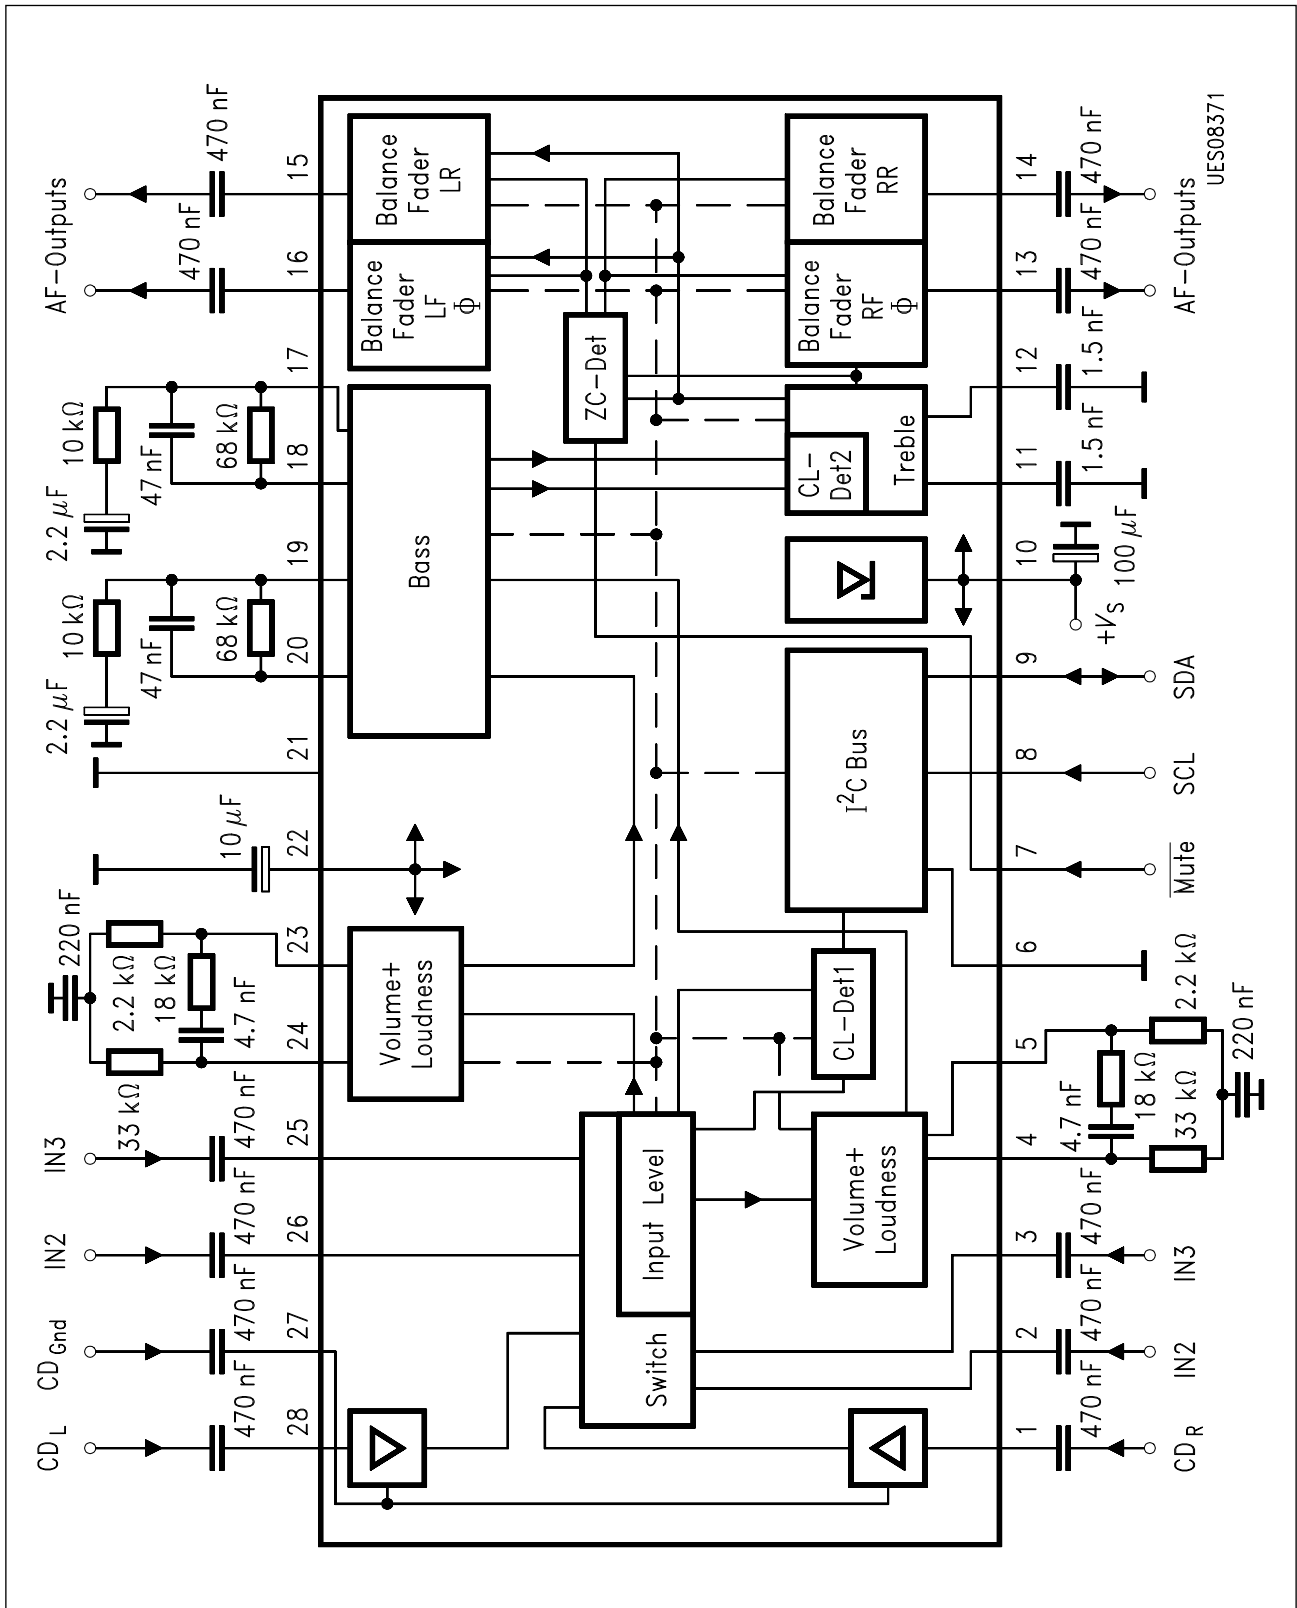 AF-Outputs
470 nF
15
470 nF
16
17
10 kΩ
2.2 µF
47 nF
68 kΩ
18
19
10 kΩ
2.2 µF
47 nF
68 kΩ
20
21
10 µF
22
220 nF
23
2.2 kΩ
18 kΩ
4.7 nF
24
33 kΩ
IN3
470 nF
25
IN2
470 nF
26
CD Gnd
470 nF
27
CD L
470 nF
28
Balance
Fader
LR
Balance
Fader
LF
Φ
Bass
Volume+
Loudness
ZC-Det
Input Level
Switch
Balance
Fader
RR
Balance
Fader
RF
Φ
CL-
Det2
Treble
I²C Bus
CL-Det1
Volume+
Loudness
14
470 nF
13
470 nF
AF-Outputs
12
1.5 nF
11
1.5 nF
10
100 µF
+VS
9
SDA
8
SCL
7
Mute
6
5
2.2 kΩ
18 kΩ
4.7 nF
33 kΩ
220 nF
4
3
470 nF
IN3
2
470 nF
IN2
1
470 nF
CD R
UES08371